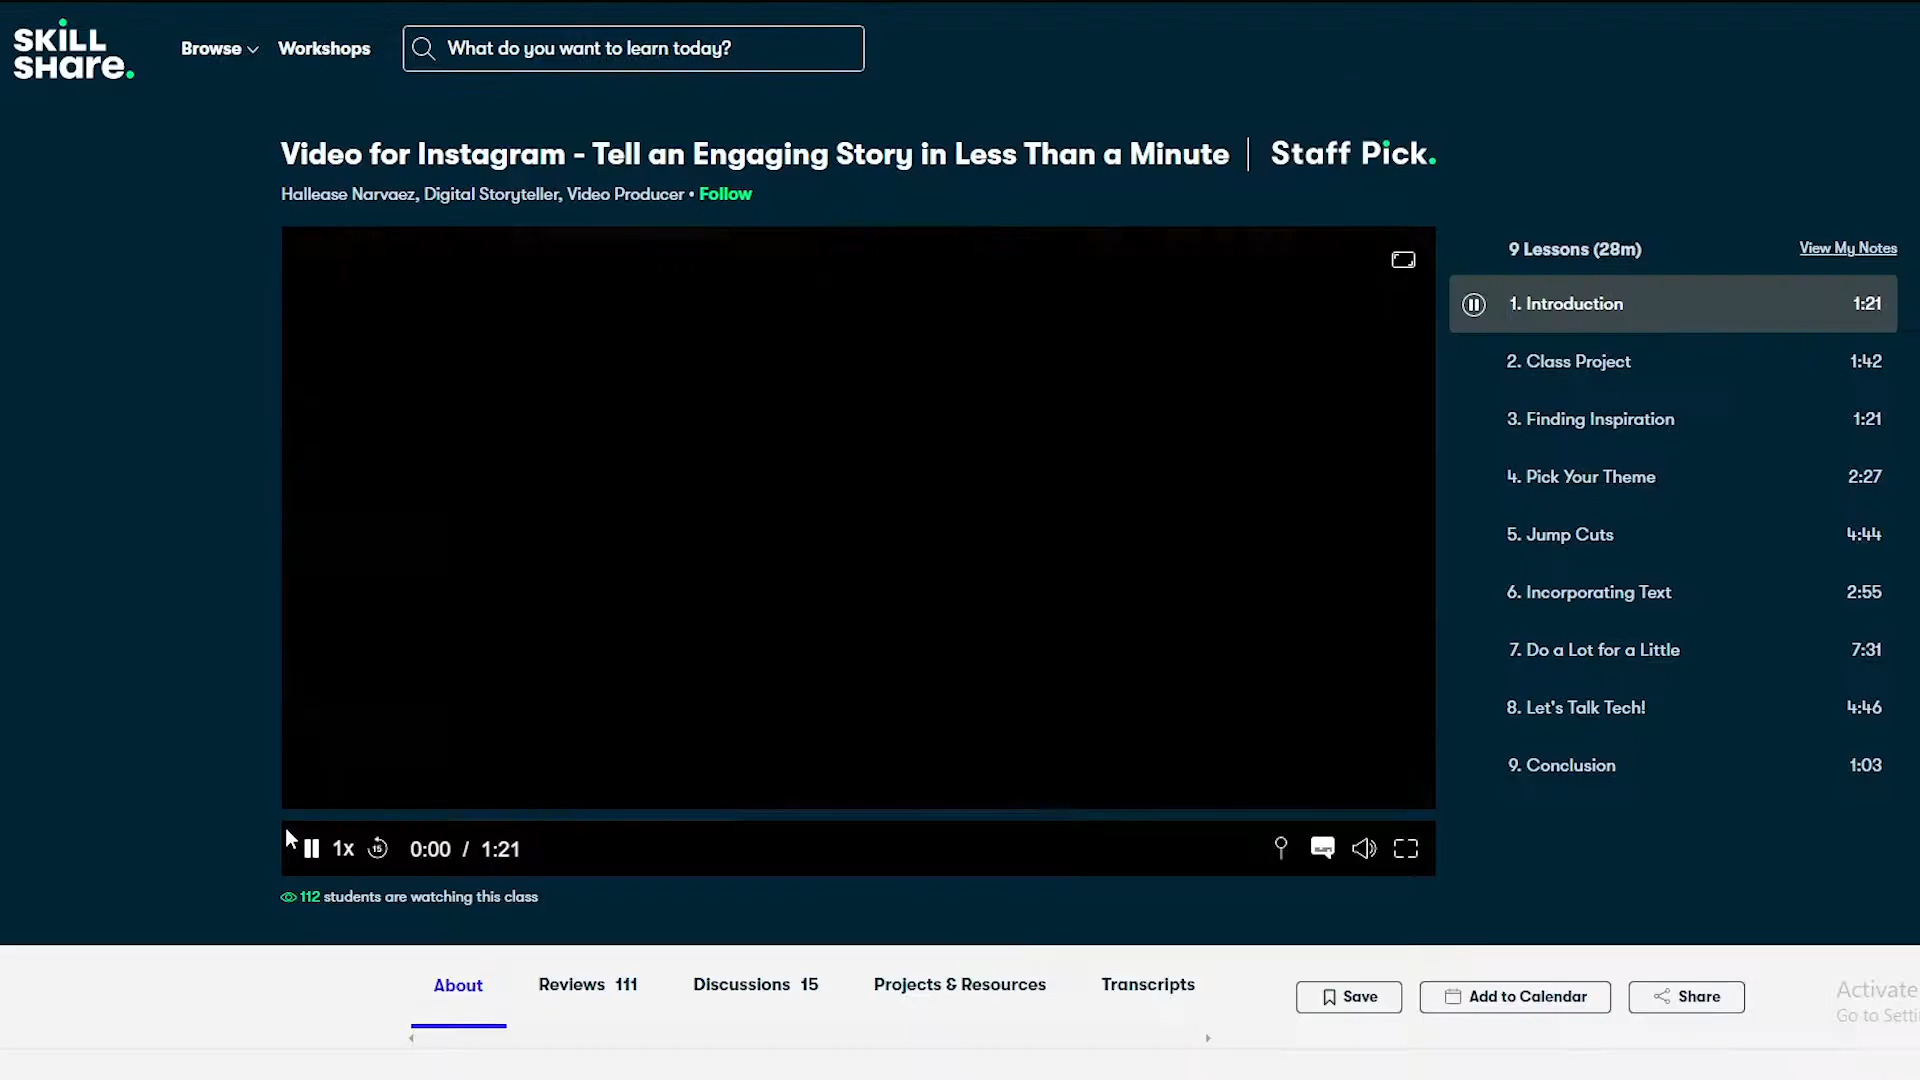 SKILL
SHare.
Browse
Workshops
What do you want to learn today?
Video for Instagram - Tell an Engaging Story in Less Than a Minute
Staff Pick.
Hallease Narvaez, Digital Storyteller, Video Producer • Follow
9 Lessons (28m)
View My Notes
1. Introduction 1:21
2. Class Project 1:42
3. Finding Inspiration 1:21
4. Pick Your Theme 2:27
5. Jump Cuts 4:44
6. Incorporating Text 2:55
7. Do a Lot for a Little 7:31
8. Let's Talk Tech! 4:46
9. Conclusion 1:03
1x 15 0:00 / 1:21
112 students are watching this class
About
Reviews 111
Discussions 15
Projects & Resources
Transcripts
Save
Add to Calendar
Share
Activate
Go to Setti